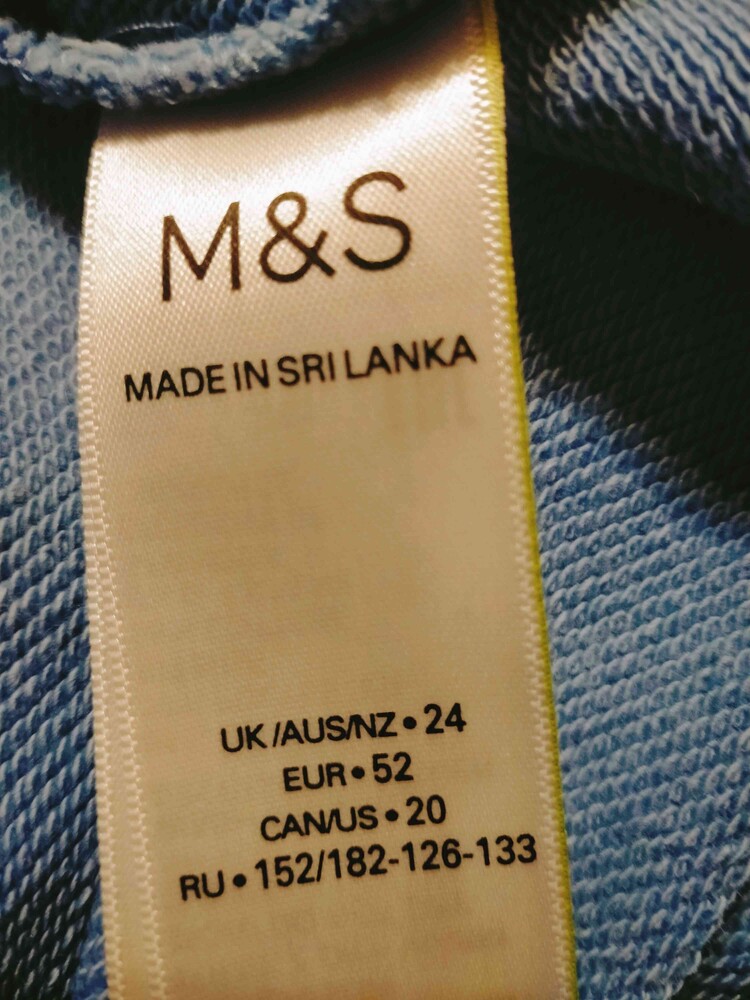 M&S
MADE IN SRI LANKA
UK/AUS/NZ•24
EUR•52
CAN/US•20
RU•152/182-126-133